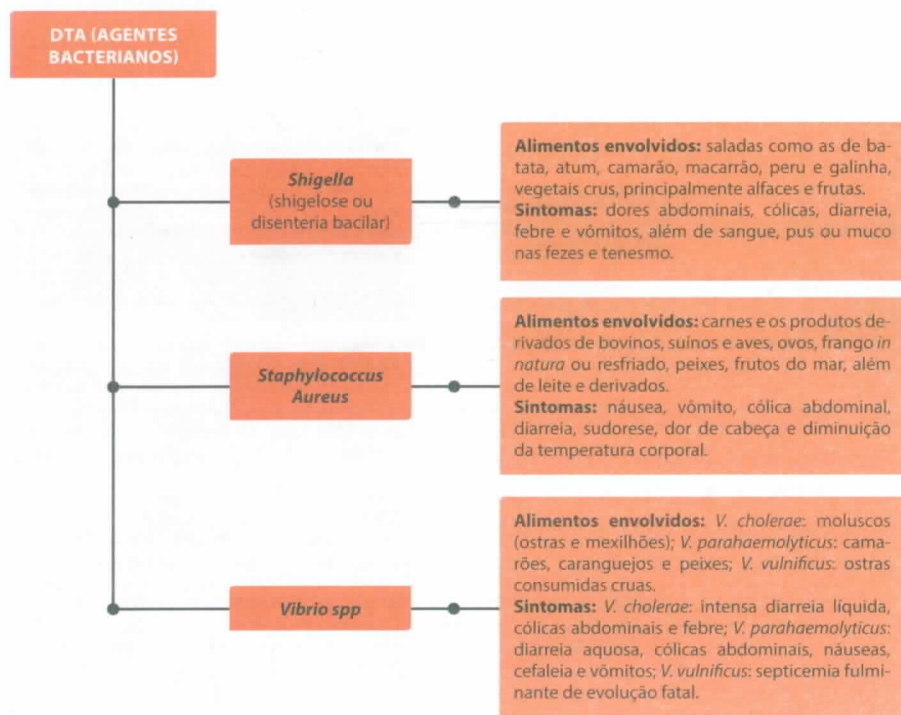 DTA (AGENTES
BACTERIANOS)
Shigella
(shigelose ou
disenteria bacilar)
Alimentos envolvidos: saladas como as de ba-
tata, atum, camarão, macarrão, peru e galinha,
vegetais crus, principalmente alfaces e frutas.
Sintomas: dores abdominais, cólicas, diarreia,
febre e vômitos, além de sangue, pus ou muco
nas fezes e tenesmo.
Staphylococcus
Aureus
Alimentos envolvidos: carnes e os produtos de-
rivados de bovinos, suínos e aves, ovos, frango in
natura ou resfriado, peixes, frutos do mar, além
de leite e derivados.
Sintomas: náusea, vômito, cólica abdominal,
diarreia, sudorese, dor de cabeça e diminuição
da temperatura corporal.
Vibrio spp
Alimentos envolvidos: V. cholerae: moluscos
(ostras e mexilhões); V. parahaemolyticus: cama-
rões, caranguejos e peixes; V. vulnificus: ostras
consumidas cruas.
Sintomas: V. cholerae: intensa diarreia líquida,
cólicas abdominais e febre; V. parahaemolyticus:
diarreia aquosa, cólicas abdominais, náuseas,
cefaleia e vômitos; V. vulnificus: septicemia fulmi-
nante de evolução fatal.